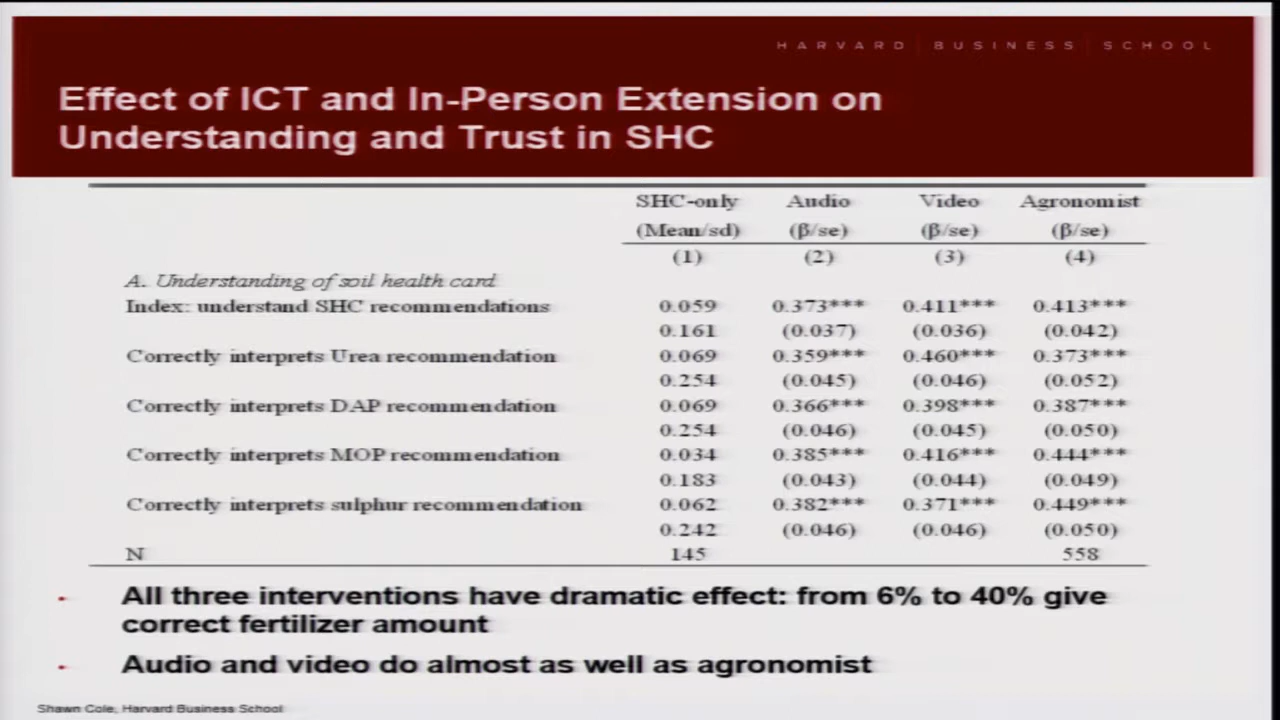 HARVARD | BUSINESS | SCHOOL
Effect of ICT and In-Person Extension on
Understanding and Trust in SHC
SHC-only Audio Video Agronomist
(Mean/sd) (β/se) (β/se) (β/se)
(1) (2) (3) (4)
A. Understanding of soil health card
Index: understand SHC recommendations 0.059 0.373*** 0.411*** 0.413***
0.161 (0.037) (0.036) (0.042)
Correctly interprets Urea recommendation 0.069 0.359*** 0.460*** 0.373***
0.254 (0.045) (0.046) (0.052)
Correctly interprets DAP recommendation 0.069 0.366*** 0.398*** 0.387***
0.254 (0.046) (0.045) (0.050)
Correctly interprets MOP recommendation 0.034 0.385*** 0.416*** 0.444***
0.183 (0.043) (0.044) (0.049)
Correctly interprets sulphur recommendation 0.062 0.382*** 0.371*** 0.449***
0.242 (0.046) (0.046) (0.050)
N 145 558
- All three interventions have dramatic effect: from 6% to 40% give
correct fertilizer amount
- Audio and video do almost as well as agronomist
Shawn Cole, Harvard Business School